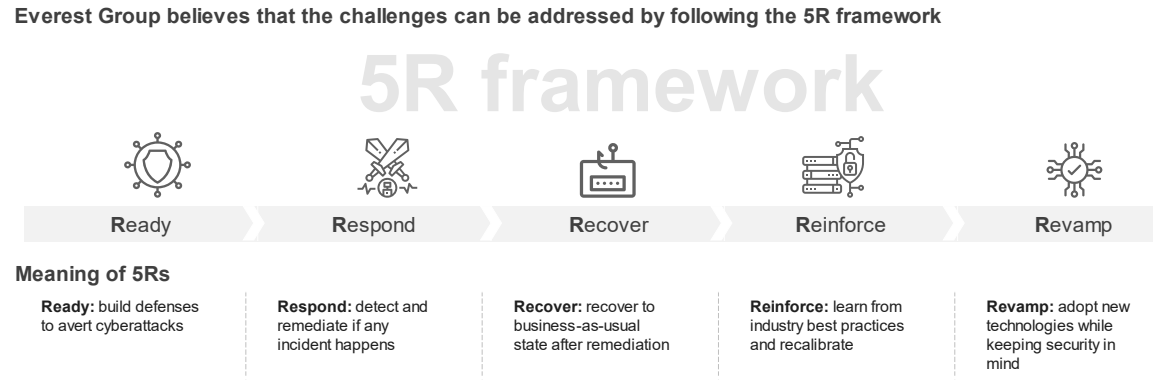 Everest Group believes that the challenges can be addressed by following the 5R framework
5R framework
Ready
Respond
Recover
Reinforce
Revamp
Meaning of 5Rs
Ready: build defenses
to avert cyberattacks
Respond: detect and
remediate if any
incident happens
Recover: recover to
business-as-usual
state after remediation
Reinforce: learn from
industry best practices
and recalibrate
Revamp: adopt new
technologies while
keeping security in
mind